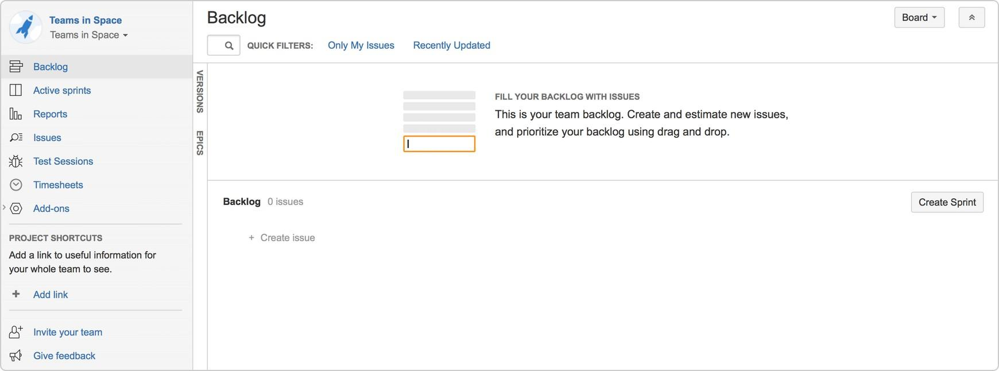 Teams in Space
Teams in Space
Backlog
Active sprints
Reports
Issues
Test Sessions
Timesheets
Add-ons
PROJECT SHORTCUTS
Add a link to useful information for
your whole team to see.
Add link
Invite your team
Give feedback
Backlog
Board
QUICK FILTERS:
Only My Issues
Recently Updated
VERSIONS
EPICS
FILL YOUR BACKLOG WITH ISSUES
This is your team backlog. Create and estimate new issues,
and prioritize your backlog using drag and drop.
Backlog 0 issues
Create Sprint
+ Create issue